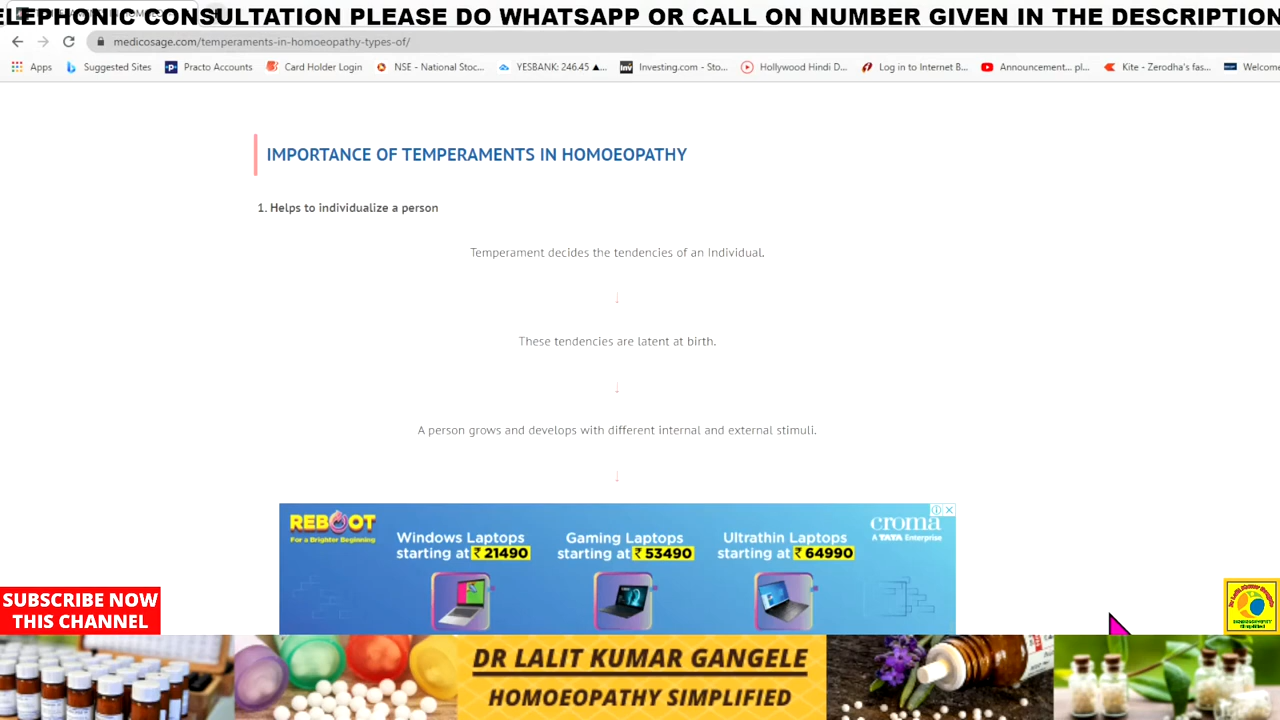 ELEPHONIC CONSULTATION PLEASE DO WHATSAPP OR CALL ON NUMBER GIVEN IN THE DESCRIPTION
medicosage.com/temperaments-in-homoeopathy-types-of/
Apps Suggested Sites Practo Accounts Card Holder Login NSE - National Stoc... YESBANK: 246.45 ▲... Investing.com - Sto... Hollywood Hindi D... Log in to Internet B... Announcement... pl... Kite - Zerodha's fas... Welcome
IMPORTANCE OF TEMPERAMENTS IN HOMOEOPATHY
1. Helps to individualize a person
Temperament decides the tendencies of an Individual.
↓
These tendencies are latent at birth.
↓
A person grows and develops with different internal and external stimuli.
↓
REBOOT
For a Brighter Beginning
Windows Laptops
starting at ₹ 21490
Gaming Laptops
starting at ₹ 53490
Ultrathin Laptops
starting at ₹ 64990
croma
A TATA Enterprise
SUBSCRIBE NOW
THIS CHANNEL
DR LALIT KUMAR GANGELE
HOMOEOPATHY SIMPLIFIED